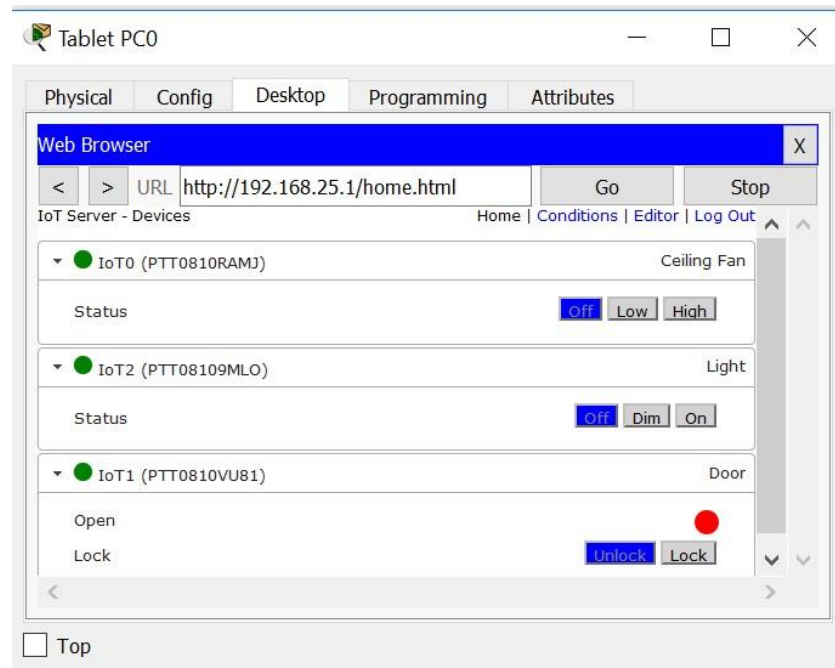 Tablet PC0
Physical Config Desktop Programming Attributes
Web Browser X
< > URL http://192.168.25.1/home.html Go Stop
IoT Server - Devices Home | Conditions | Editor | Log Out
IoT0 (PTT0810RAMJ) Ceiling Fan
Status Off Low High
IoT2 (PTT08109MLO) Light
Status Off Dim On
IoT1 (PTT0810VU81) Door
Open
Lock Unlock Lock
Top